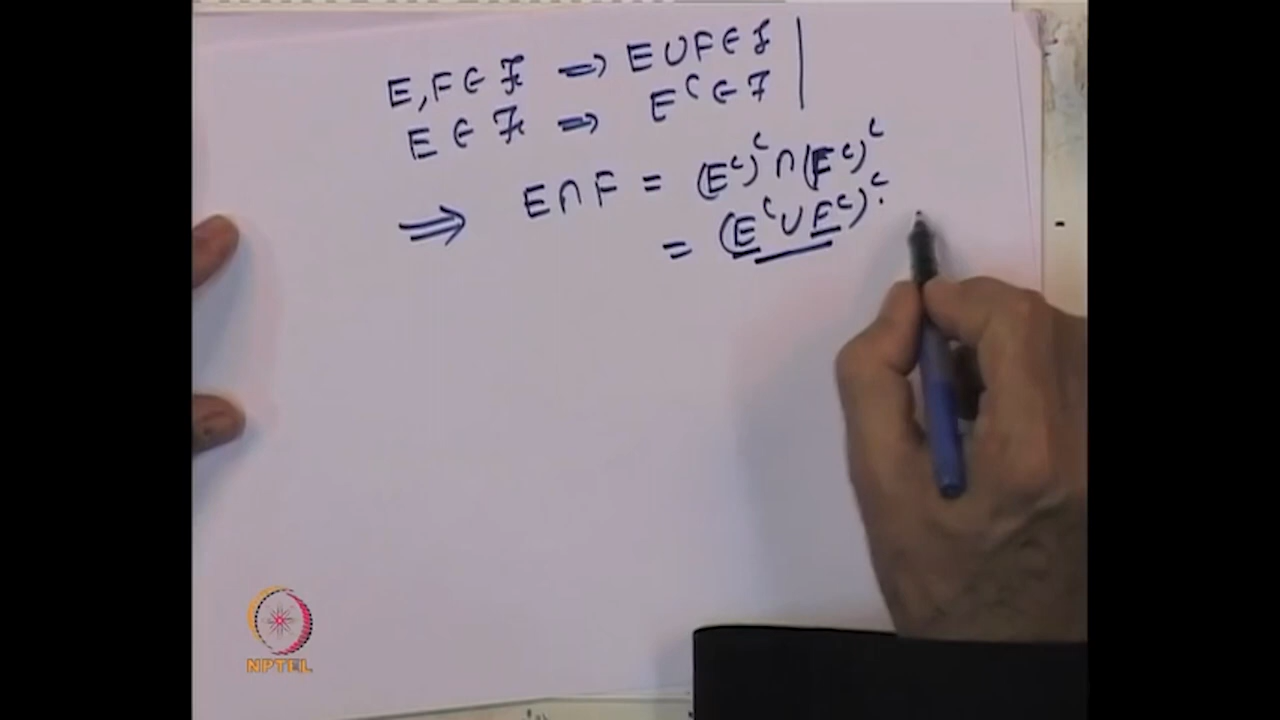 E, F ∈ ℱ ⇒ E ∪ F ∈ ℱ
E ∈ ℱ ⇒ E^c ∈ ℱ
⇒ E ∩ F = (E^c)^c ∩ (F^c)^c
= (E^c ∪ F^c)^c.
NPTEL